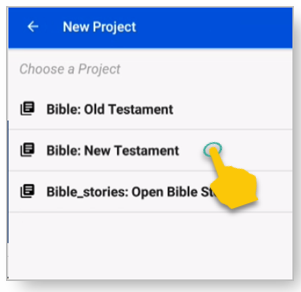 New Project
Choose a Project
Bible: Old Testament
Bible: New Testament
Bible_stories: Open Bible